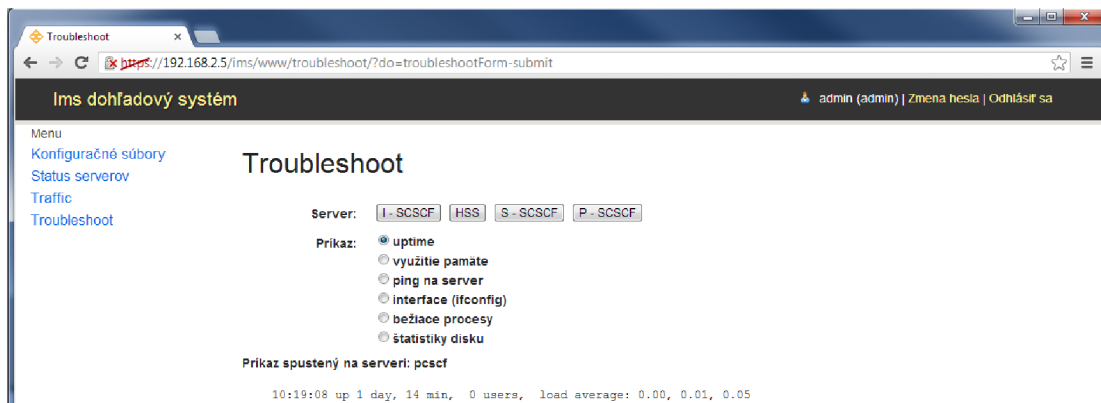 Troubleshoot
https://192.168.2.5/ims/www/troubleshoot/?do=troubleshootForm-submit
Ims dohľadový systém
admin (admin) | Zmena hesla | Odhlásiť sa
Menu
Konfiguračné súbory
Status serverov
Traffic
Troubleshoot
Troubleshoot
Server: I - SCSCF HSS S - SCSCF P - SCSCF
Príkaz: uptime
využitie pamäte
ping na server
interface (ifconfig)
bežiace procesy
štatistiky disku
Príkaz spustený na serveri: pcscf
10:19:08 up 1 day, 14 min, 0 users, load average: 0.00, 0.01, 0.05